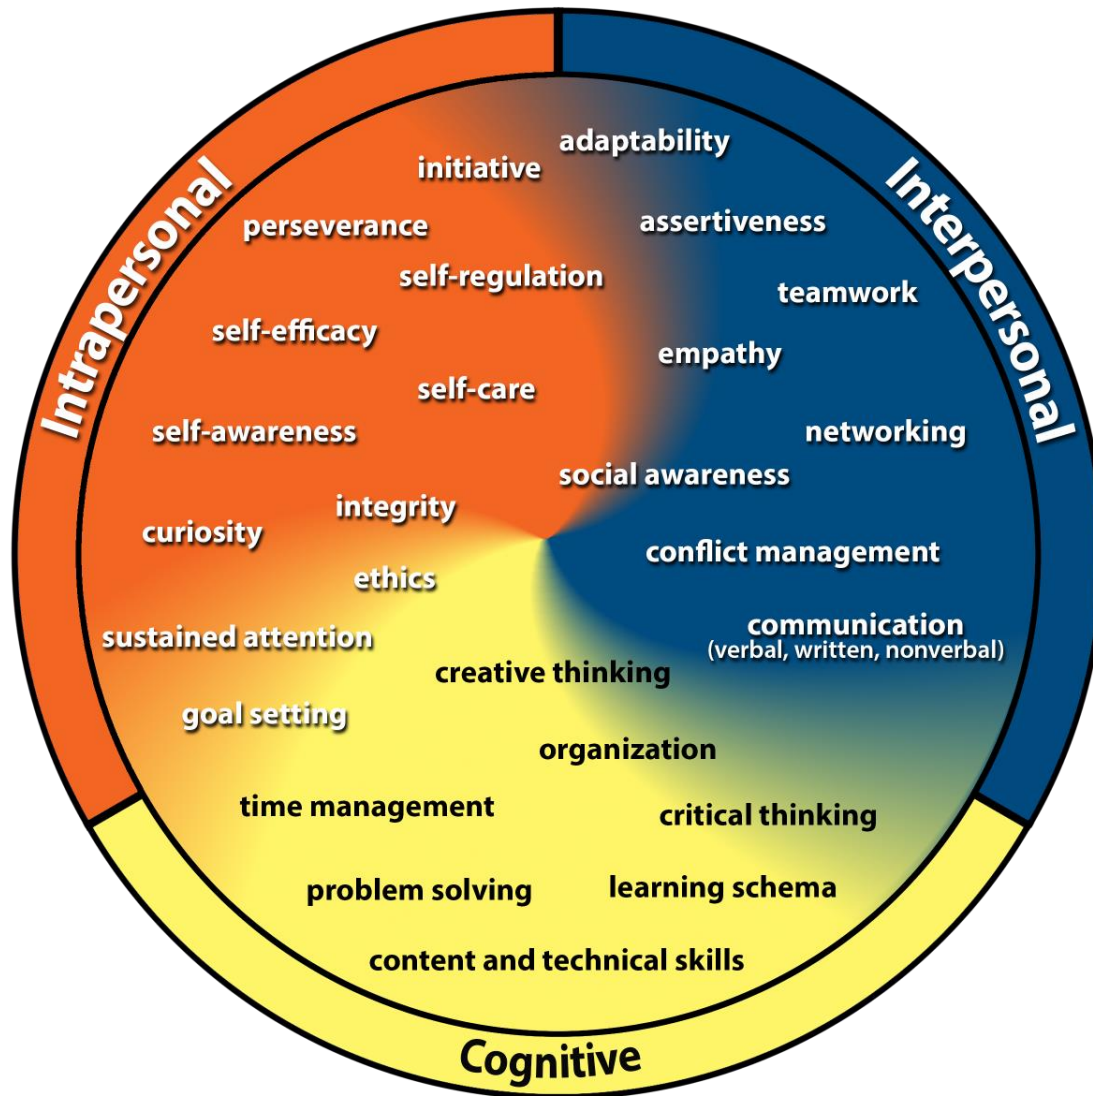 Intrapersonal
Interpersonal
Cognitive
adaptability
initiative
assertiveness
perseverance
self-regulation
teamwork
self-efficacy
empathy
self-care
self-awareness
networking
social awareness
integrity
curiosity
conflict management
ethics
communication
(verbal, written, nonverbal)
sustained attention
creative thinking
goal setting
organization
time management
critical thinking
problem solving
learning schema
content and technical skills